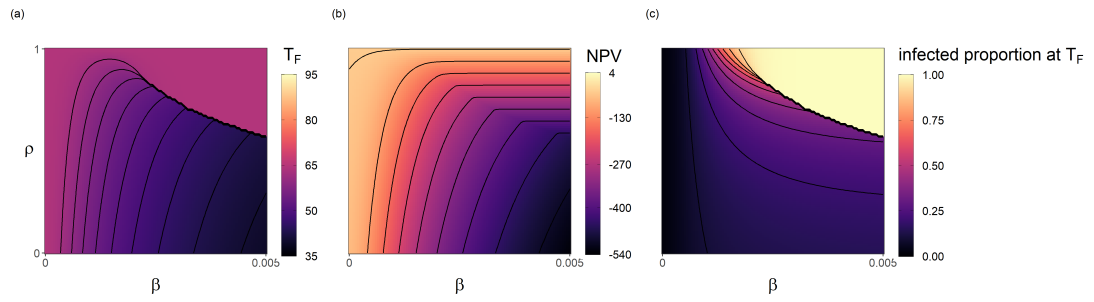 (a)
(b)
(c)
1
ρ
0
0
0.005
β
T_F
95
80
65
50
35
0
0.005
β
NPV
4
-130
-270
-400
-540
0
0.005
β
infected proportion at T_F
1.00
0.75
0.50
0.25
0.00